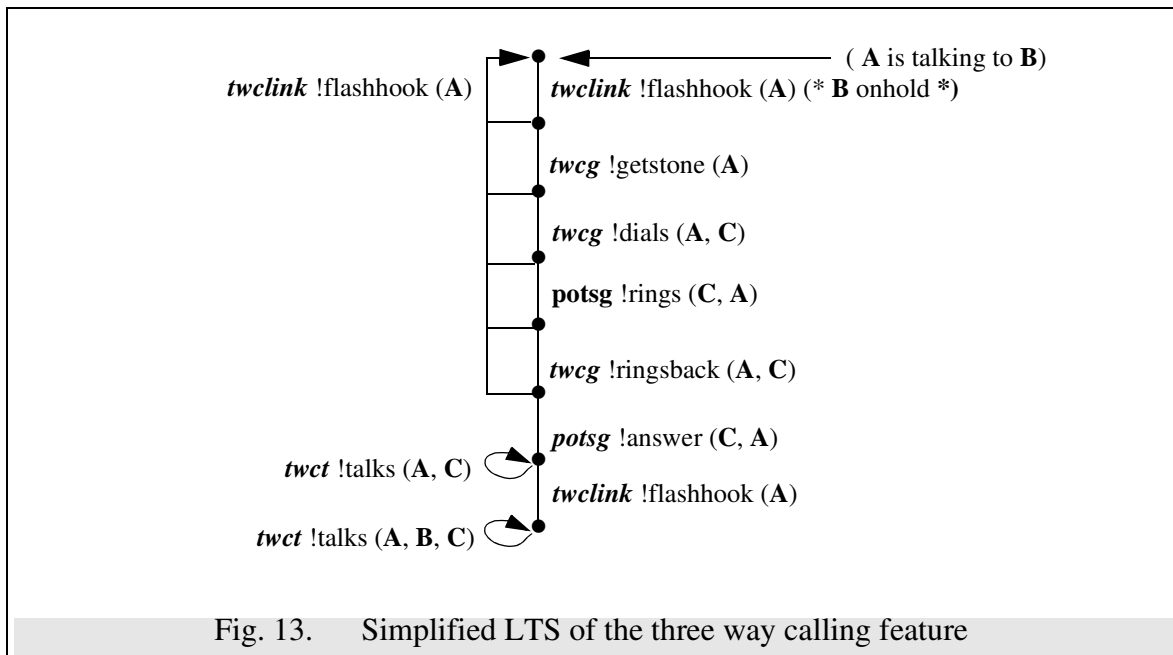 ( A is talking to B)
twclink !flashhook (A)
twclink !flashhook (A) (* B onhold *)
twcg !getstone (A)
twcg !dials (A, C)
potsg !rings (C, A)
twcg !ringsback (A, C)
potsg !answer (C, A)
twct !talks (A, C)
twclink !flashhook (A)
twct !talks (A, B, C)
Fig. 13. Simplified LTS of the three way calling feature